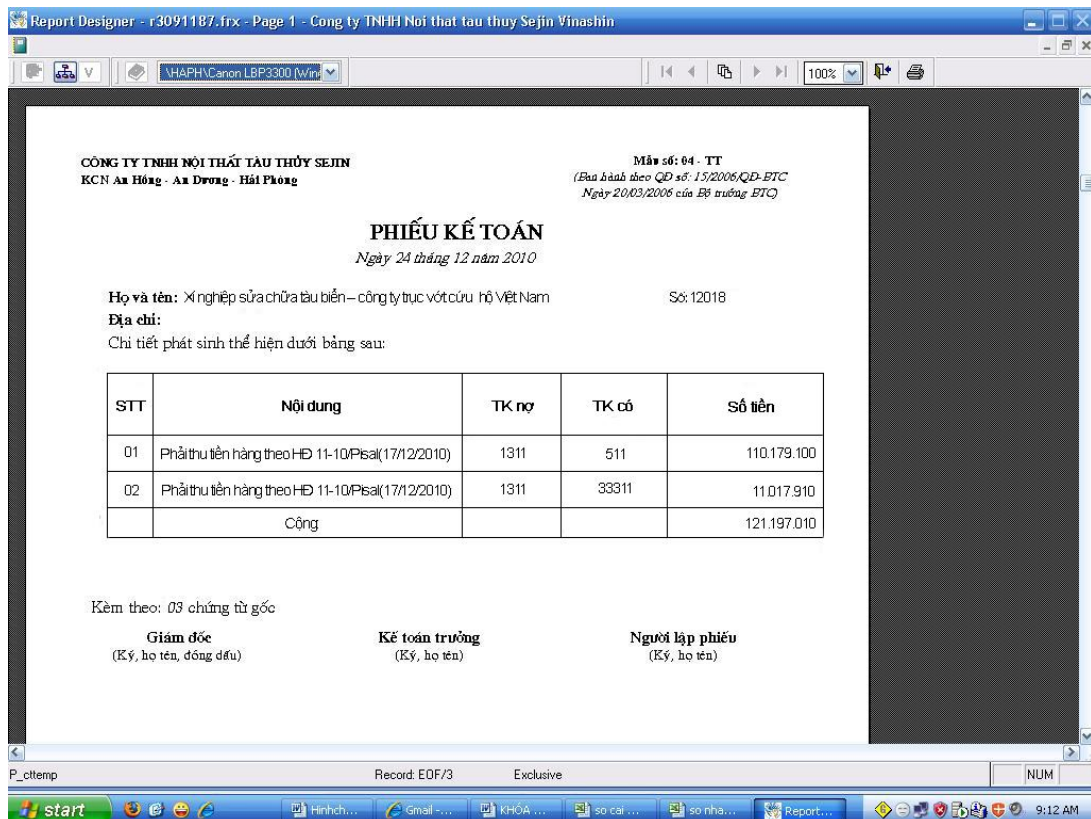 Report Designer - r3091187.frx - Page 1 - Cong ty TNHH Noi that tau thuy Sejin Vinashin
V
\HAPH\Canon LBP3300 (Win
100%
CÔNG TY TNHH NỘI THẤT TÀU THỦY SEJIN
KCN An Hồng - An Dương - Hải Phòng
Mẫu số: 04 - TT
(Ban hành theo QĐ số: 15/2006/QĐ-BTC
Ngày 20/03/2006 của Bộ trưởng BTC)
PHIẾU KẾ TOÁN
Ngày 24 tháng 12 năm 2010
Họ và tên: Xí nghiệp sửa chữa tàu biển – công ty trục vớt cứu hộ Việt Nam
Số: 12018
Địa chỉ:
Chi tiết phát sinh thể hiện dưới bảng sau:
STT Nội dung TK nợ TK có Số tiền
01 Phải thu tiền hàng theo HĐ 11-10/Pisal(17/12/2010) 1311 511 110.179.100
02 Phải thu tiền hàng theo HĐ 11-10/Pisal(17/12/2010) 1311 33311 11.017.910
Cộng 121.197.010
Kèm theo: 03 chứng từ gốc
Giám đốc Kế toán trưởng Người lập phiếu
(Ký, họ tên, đóng dấu) (Ký, họ tên) (Ký, họ tên)
P_cttemp Record: EOF/3 Exclusive NUM
start Hinhch... Gmail -... KHÓA ... so cai ... so nha... Report... 9:12 AM